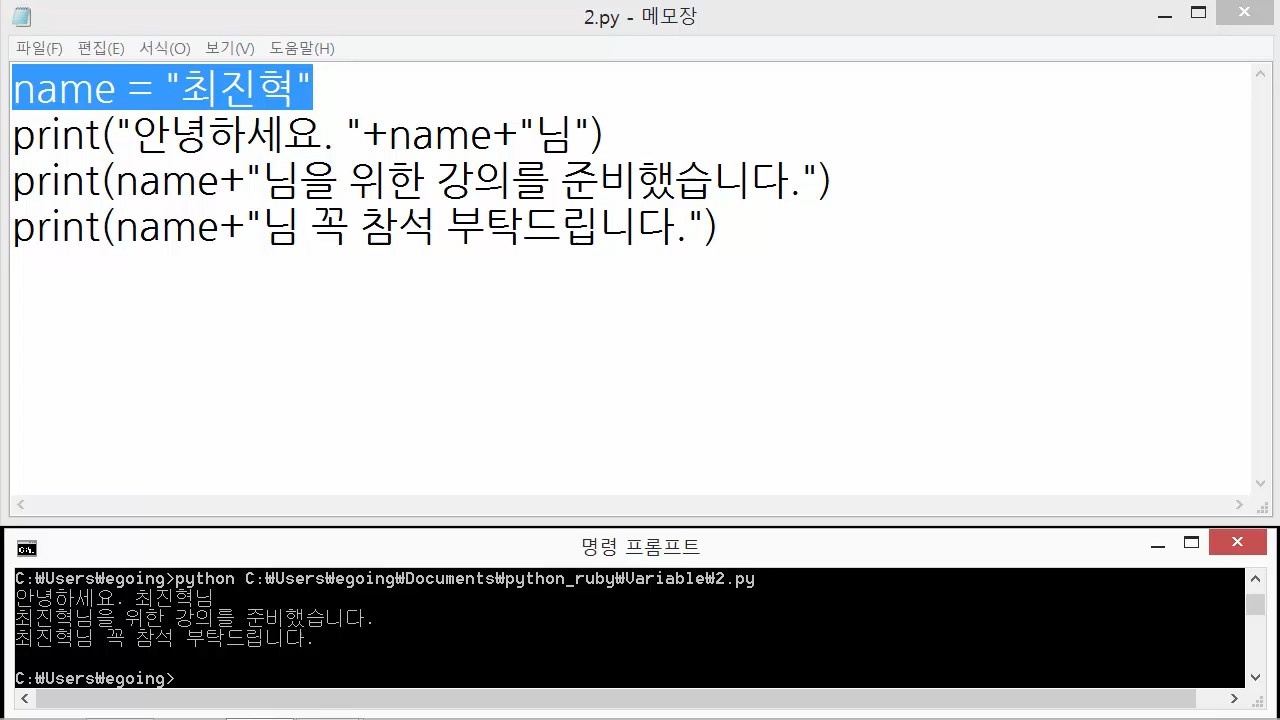 2.py - 메모장
파일(F) 편집(E) 서식(O) 보기(V) 도움말(H)
name = "최진혁"
print("안녕하세요. "+name+"님")
print(name+"님을 위한 강의를 준비했습니다.")
print(name+"님 꼭 참석 부탁드립니다.")
명령 프롬프트
C:₩Users₩egoing>python C:₩Users₩egoing₩Documents₩python_ruby₩Variable₩2.py
안녕하세요. 최진혁님
최진혁님을 위한 강의를 준비했습니다.
최진혁님 꼭 참석 부탁드립니다.
C:₩Users₩egoing>